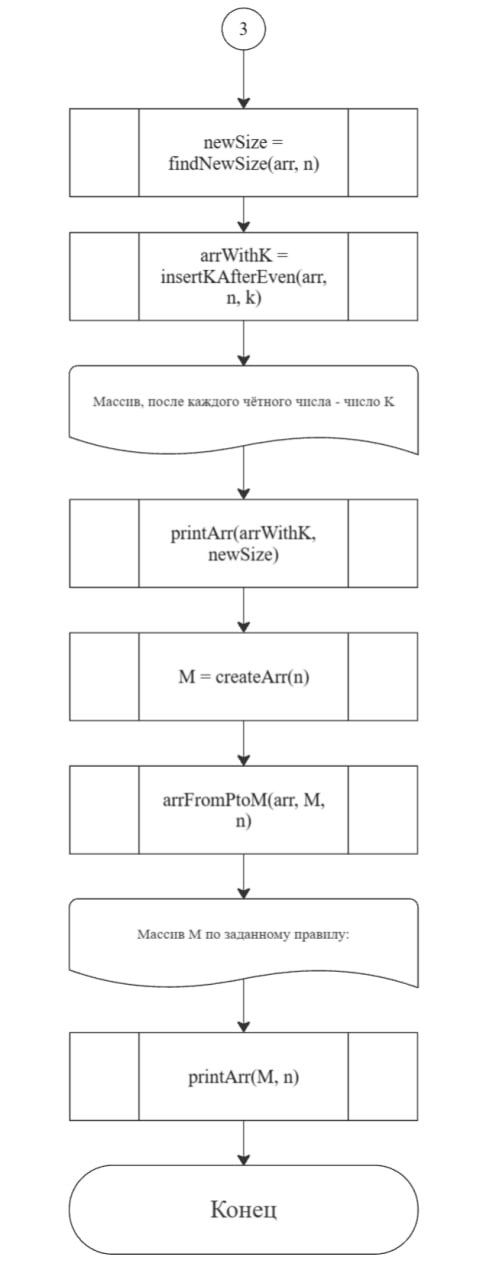 3
newSize =
findNewSize(arr, n)
arrWithK =
insertKAfterEven(arr,
n, k)
Массив, после каждого чётного числа - число K
printArr(arrWithK,
newSize)
M = createArr(n)
arrFromPtoM(arr, M,
n)
Массив M по заданному правилу:
printArr(M, n)
Конец